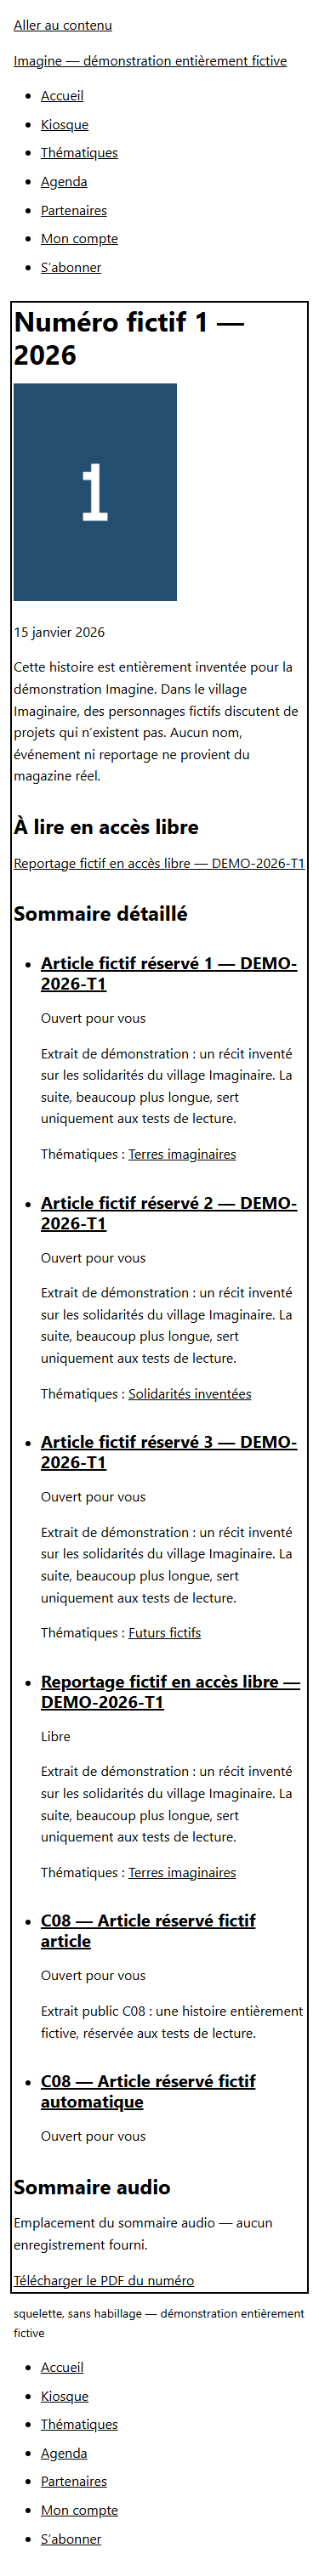 Aller au contenu
Imagine — démonstration entièrement fictive
Accueil
Kiosque
Thématiques
Agenda
Partenaires
Mon compte
S’abonner
Numéro fictif 1 —
2026
1
15 janvier 2026
Cette histoire est entièrement inventée pour la
démonstration Imagine. Dans le village
Imaginaire, des personnages fictifs discutent de
projets qui n’existent pas. Aucun nom,
événement ni reportage ne provient du
magazine réel.
À lire en accès libre
Reportage fictif en accès libre — DEMO-2026-T1
Sommaire détaillé
Article fictif réservé 1 — DEMO-
2026-T1
Ouvert pour vous
Extrait de démonstration : un récit inventé
sur les solidarités du village Imaginaire. La
suite, beaucoup plus longue, sert
uniquement aux tests de lecture.
Thématiques : Terres imaginaires
Article fictif réservé 2 — DEMO-
2026-T1
Ouvert pour vous
Extrait de démonstration : un récit inventé
sur les solidarités du village Imaginaire. La
suite, beaucoup plus longue, sert
uniquement aux tests de lecture.
Thématiques : Solidarités inventées
Article fictif réservé 3 — DEMO-
2026-T1
Ouvert pour vous
Extrait de démonstration : un récit inventé
sur les solidarités du village Imaginaire. La
suite, beaucoup plus longue, sert
uniquement aux tests de lecture.
Thématiques : Futurs fictifs
Reportage fictif en accès libre —
DEMO-2026-T1
Libre
Extrait de démonstration : un récit inventé
sur les solidarités du village Imaginaire. La
suite, beaucoup plus longue, sert
uniquement aux tests de lecture.
Thématiques : Terres imaginaires
C08 — Article réservé fictif
article
Ouvert pour vous
Extrait public C08 : une histoire entièrement
fictive, réservée aux tests de lecture.
C08 — Article réservé fictif
automatique
Ouvert pour vous
Sommaire audio
Emplacement du sommaire audio — aucun
enregistrement fourni.
Télécharger le PDF du numéro
squelette, sans habillage — démonstration entièrement
fictive
Accueil
Kiosque
Thématiques
Agenda
Partenaires
Mon compte
S’abonner